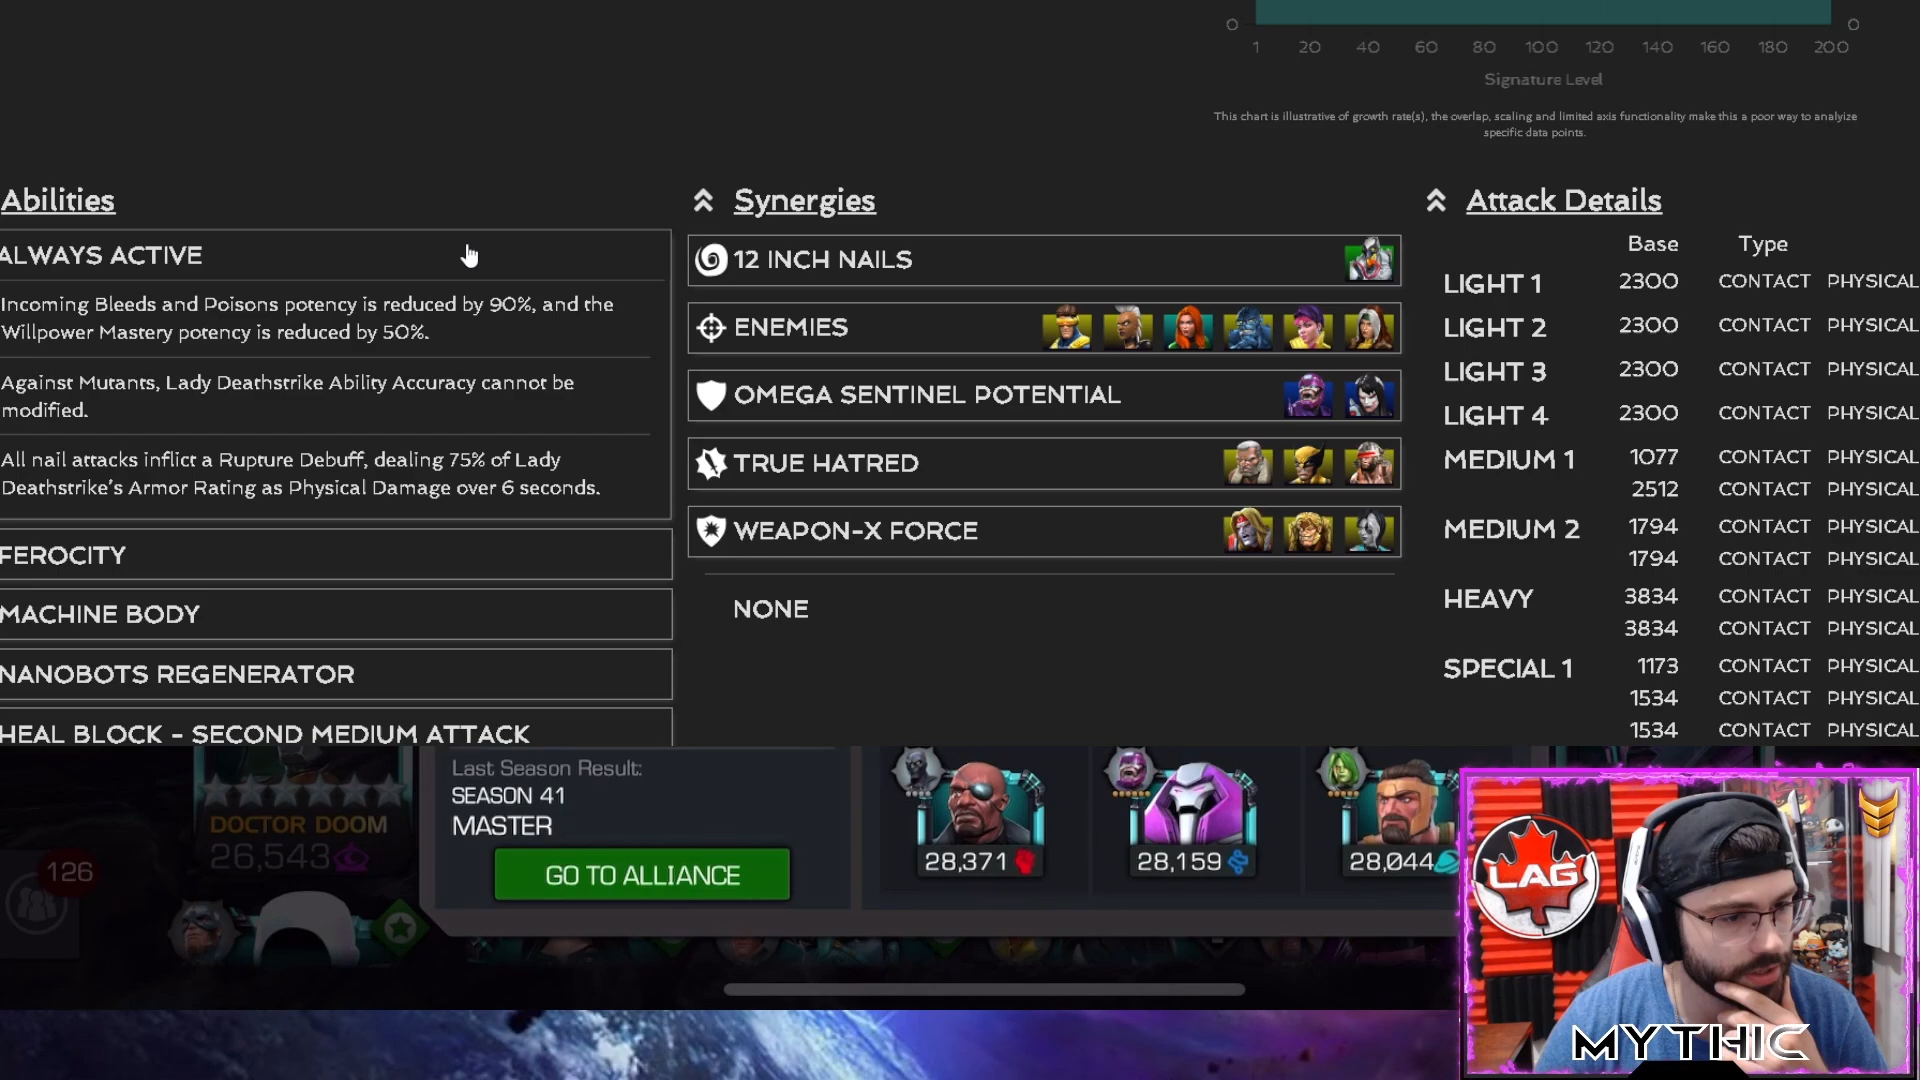 0
0
1 20 40 60 80 100 120 140 160 180 200
Signature Level
This chart is illustrative of growth rate(s), the overlap, scaling and limited axis functionality make this a poor way to analyize
specific data points.
Abilities
ALWAYS ACTIVE
Incoming Bleeds and Poisons potency is reduced by 90%, and the
Willpower Mastery potency is reduced by 50%.
Against Mutants, Lady Deathstrike Ability Accuracy cannot be
modified.
All nail attacks inflict a Rupture Debuff, dealing 75% of Lady
Deathstrike's Armor Rating as Physical Damage over 6 seconds.
FEROCITY
MACHINE BODY
NANOBOTS REGENERATOR
HEAL BLOCK - SECOND MEDIUM ATTACK
Synergies
12 INCH NAILS
ENEMIES
OMEGA SENTINEL POTENTIAL
TRUE HATRED
WEAPON-X FORCE
NONE
Attack Details
Base Type
LIGHT 1 2300 CONTACT PHYSICAL
LIGHT 2 2300 CONTACT PHYSICAL
LIGHT 3 2300 CONTACT PHYSICAL
LIGHT 4 2300 CONTACT PHYSICAL
MEDIUM 1 1077 CONTACT PHYSICAL
2512 CONTACT PHYSICAL
MEDIUM 2 1794 CONTACT PHYSICAL
1794 CONTACT PHYSICAL
HEAVY 3834 CONTACT PHYSICAL
3834 CONTACT PHYSICAL
SPECIAL 1 1173 CONTACT PHYSICAL
1534 CONTACT PHYSICAL
1534 CONTACT PHYSICAL
DOCTOR DOOM
26,543
126
Last Season Result:
SEASON 41
MASTER
GO TO ALLIANCE
28,371
28,159
28,044
LAG
MYTHIC